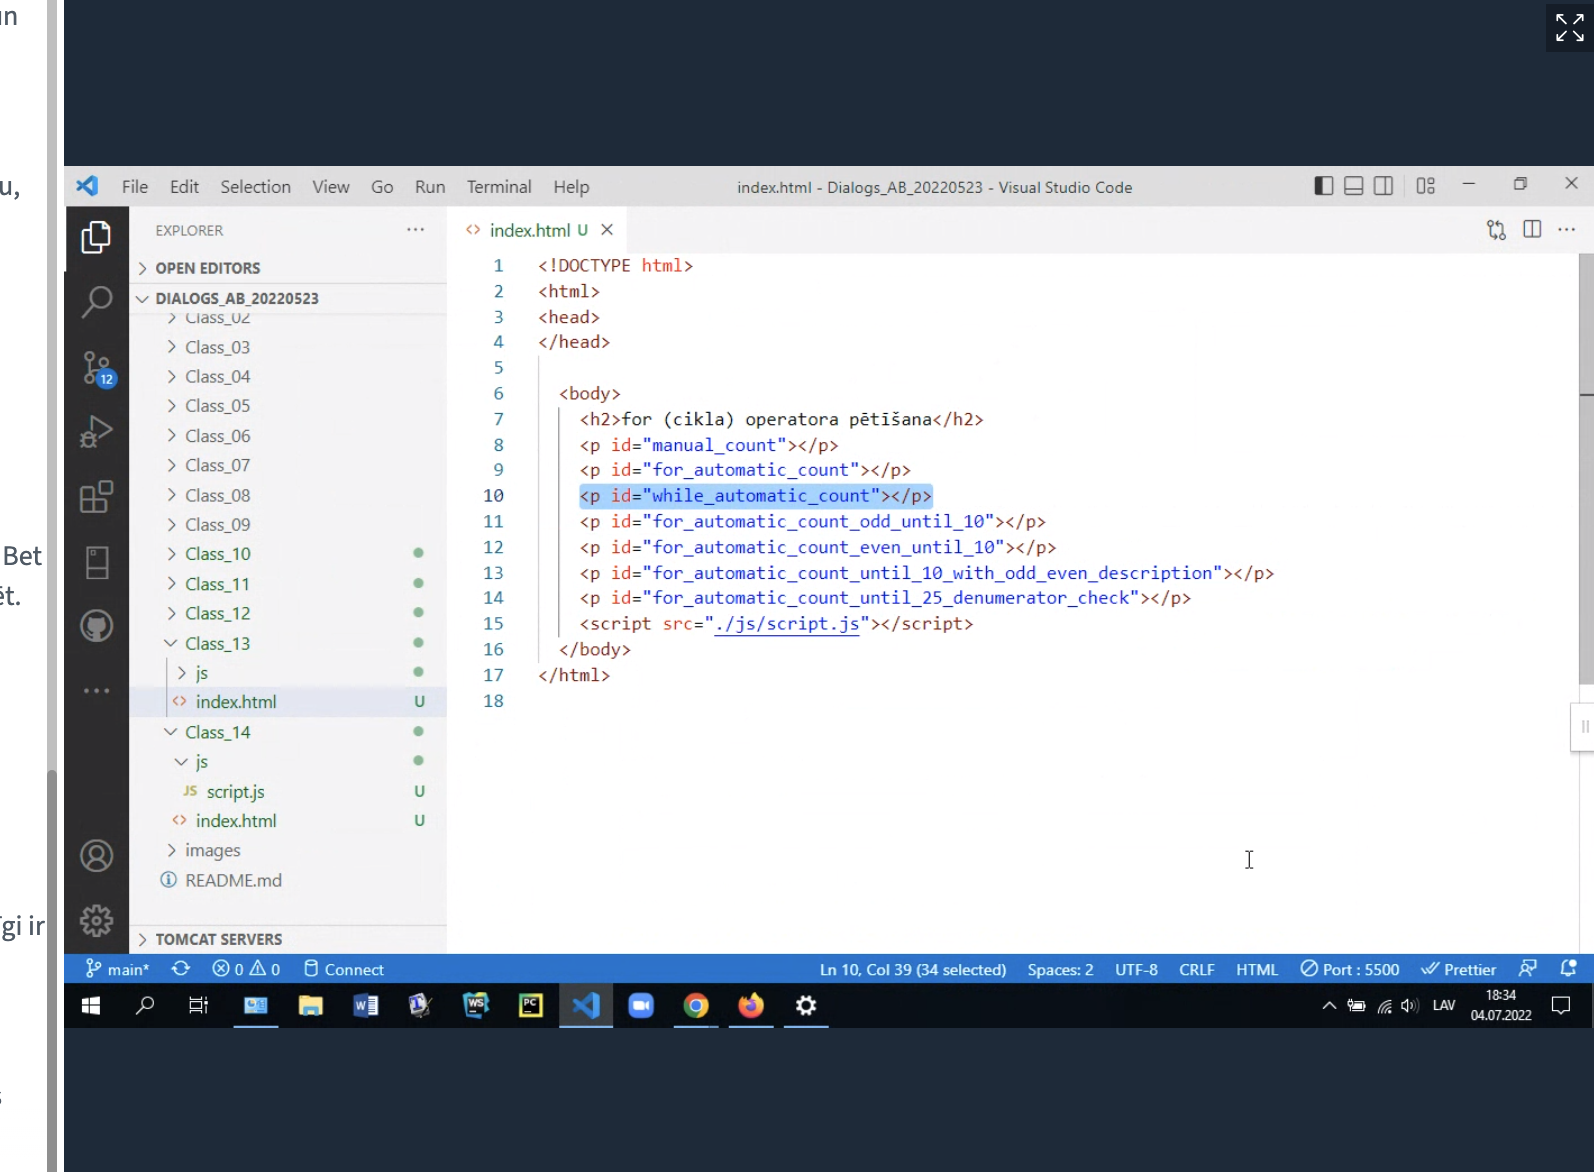 un
u,
Bet
ēt.
gi ir
s
File Edit Selection View Go Run Terminal Help
index.html - Dialogs_AB_20220523 - Visual Studio Code
EXPLORER
OPEN EDITORS
DIALOGS_AB_20220523
Class_02
Class_03
Class_04
Class_05
Class_06
Class_07
Class_08
Class_09
Class_10
Class_11
Class_12
Class_13
js
index.html U
Class_14
js
JS script.js U
index.html U
images
README.md
TOMCAT SERVERS
12
index.html U
1 <!DOCTYPE html>
2 <html>
3 <head>
4 </head>
5
6 <body>
7 <h2>for (cikla) operatora pētīšana</h2>
8 <p id="manual_count"></p>
9 <p id="for_automatic_count"></p>
10 <p id="while_automatic_count"></p>
11 <p id="for_automatic_count_odd_until_10"></p>
12 <p id="for_automatic_count_even_until_10"></p>
13 <p id="for_automatic_count_until_10_with_odd_even_description"></p>
14 <p id="for_automatic_count_until_25_denumerator_check"></p>
15 <script src="./js/script.js"></script>
16 </body>
17 </html>
18
main* 0 0 Connect
Ln 10, Col 39 (34 selected) Spaces: 2 UTF-8 CRLF HTML Port : 5500 Prettier
W WS PC
LAV
18:34
04.07.2022